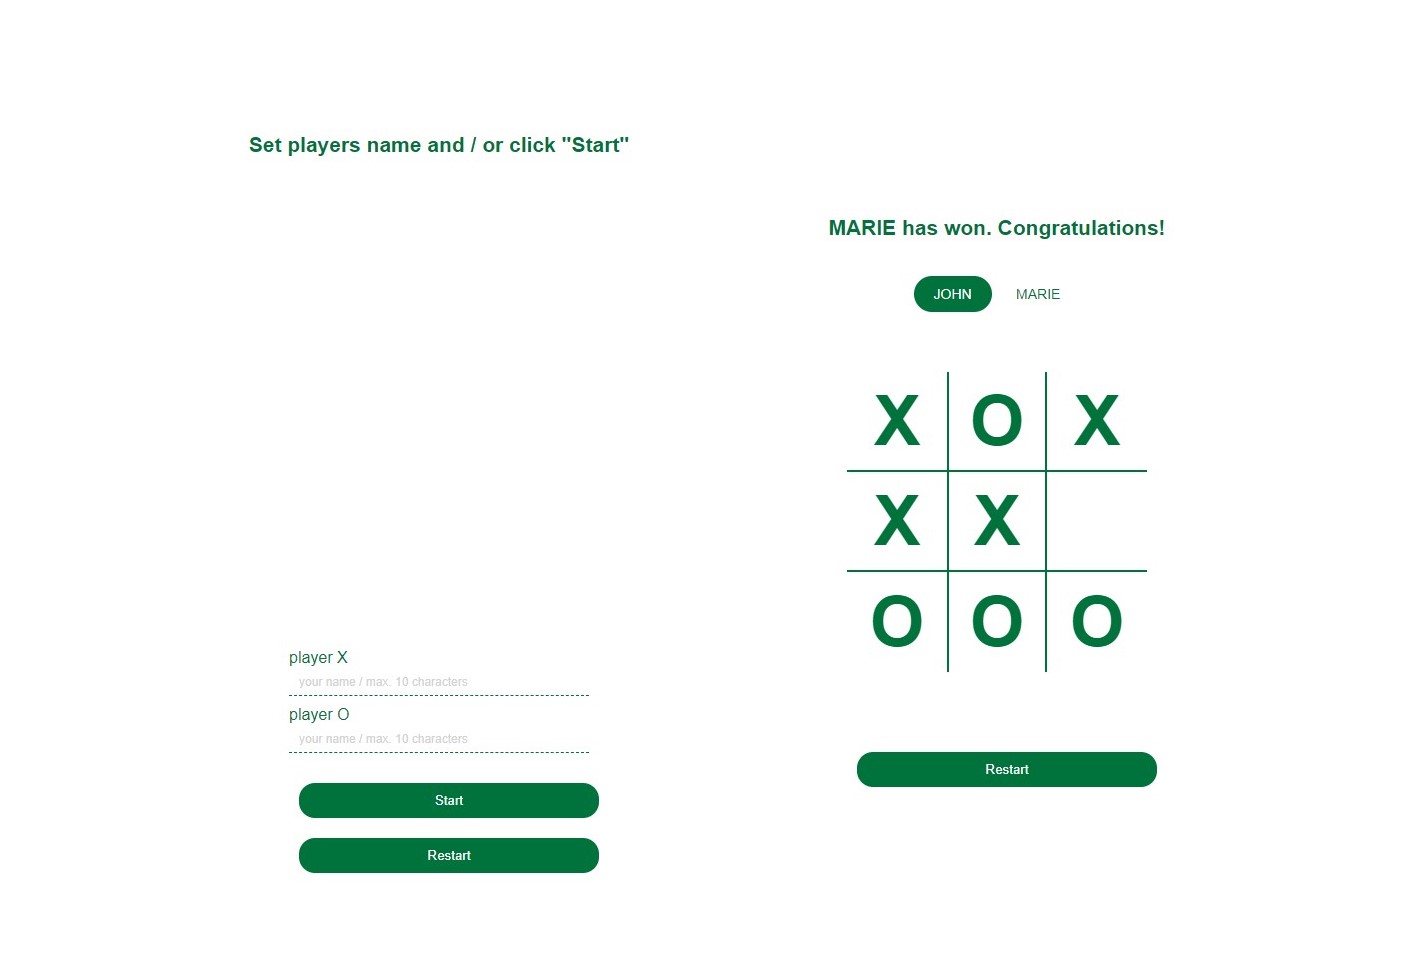 Set players name and / or click "Start"
player X
your name / max. 10 characters
player O
your name / max. 10 characters
Start
Restart
MARIE has won. Congratulations!
JOHN MARIE
X O X
X X
O O O
Restart